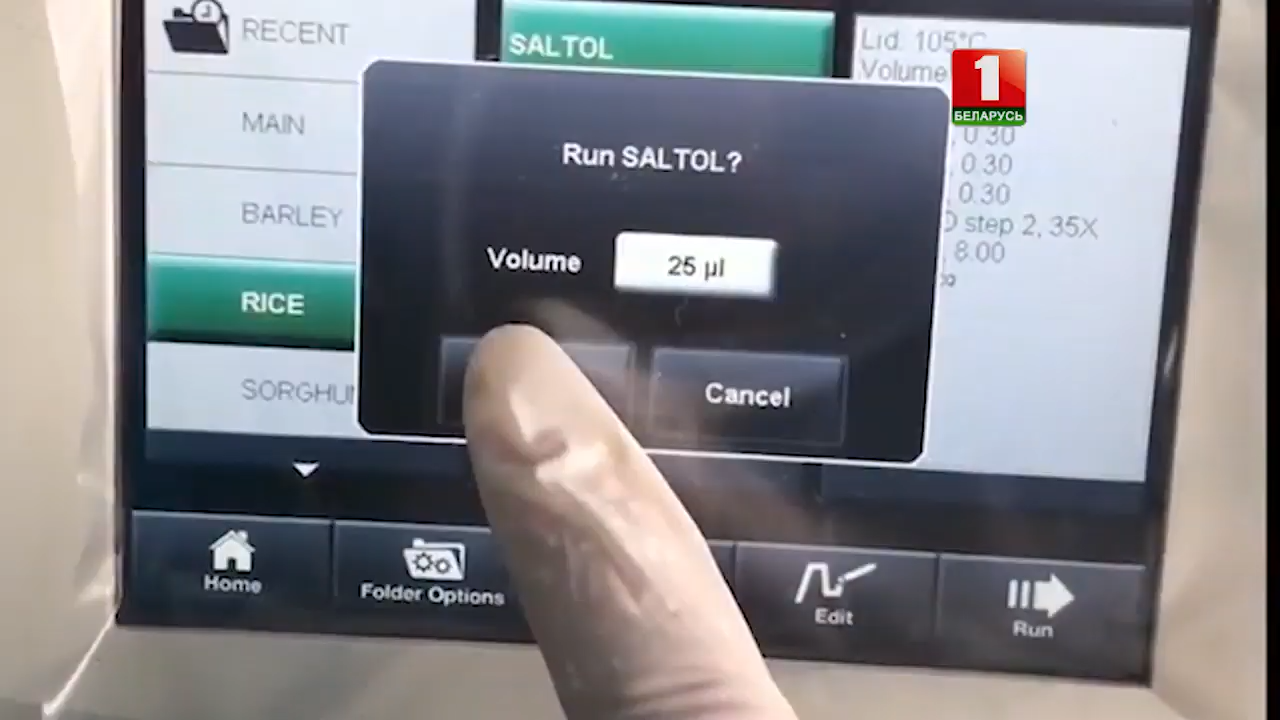 RECENT
MAIN
BARLEY
RICE
SALTOL
Lid: 105°C
Volume
1
БЕЛАРУСЬ
, 0.30
, 0.30
, 0.30
step 2, 35X
, 8.00
»
Run SALTOL?
Volume 25 µl
Cancel
Home
Folder Options
Edit
Run